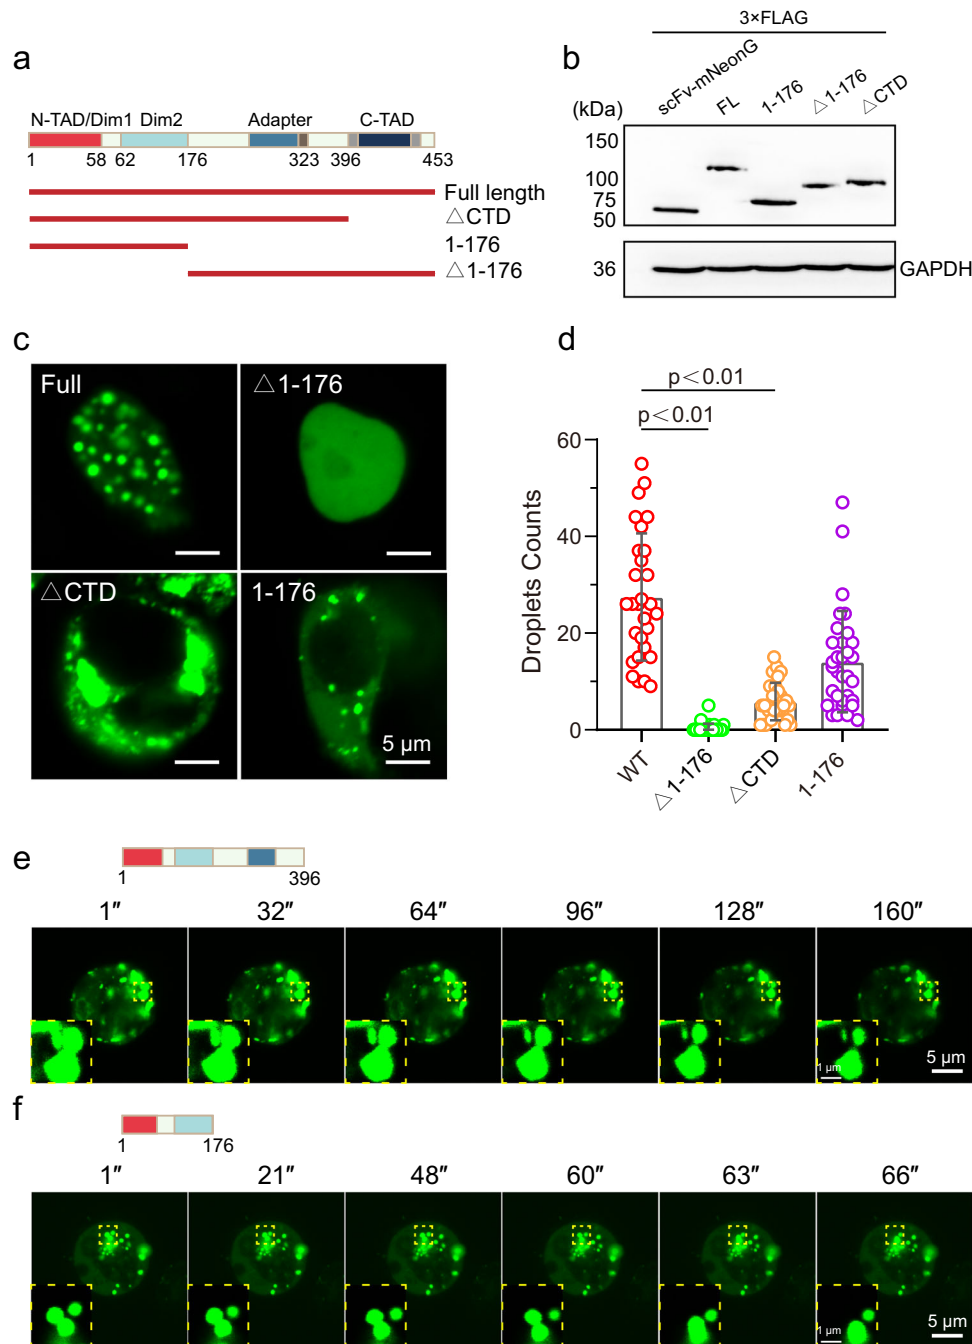 a
N-TAD/Dim1 Dim2 Adapter C-TAD
1 58 62 176 323 396 453
Full length
△CTD
1-176
△1-176
b
3×FLAG
(kDa)
scFv-mNeonG
FL
1-176
△1-176
△CTD
150
100
75
50
36
GAPDH
c
Full
△1-176
△CTD
1-176
5 μm
d
p<0.01
p<0.01
Droplets Counts
60
40
20
0
WT
△1-176
△CTD
1-176
e
1 396
1″ 32″ 64″ 96″ 128″ 160″
1 μm
5 μm
f
1 176
1″ 21″ 48″ 60″ 63″ 66″
1 μm
5 μm